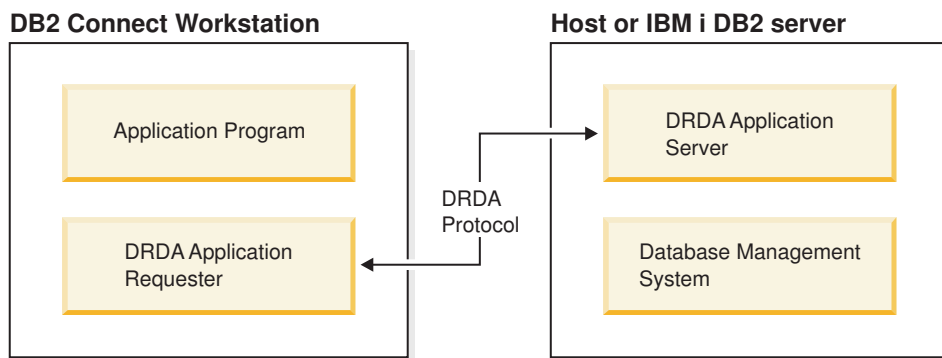 DB2 Connect Workstation
Host or IBM i DB2 server
Application Program
DRDA Application
Server
DRDA
Protocol
DRDA Application
Requester
Database Management
System